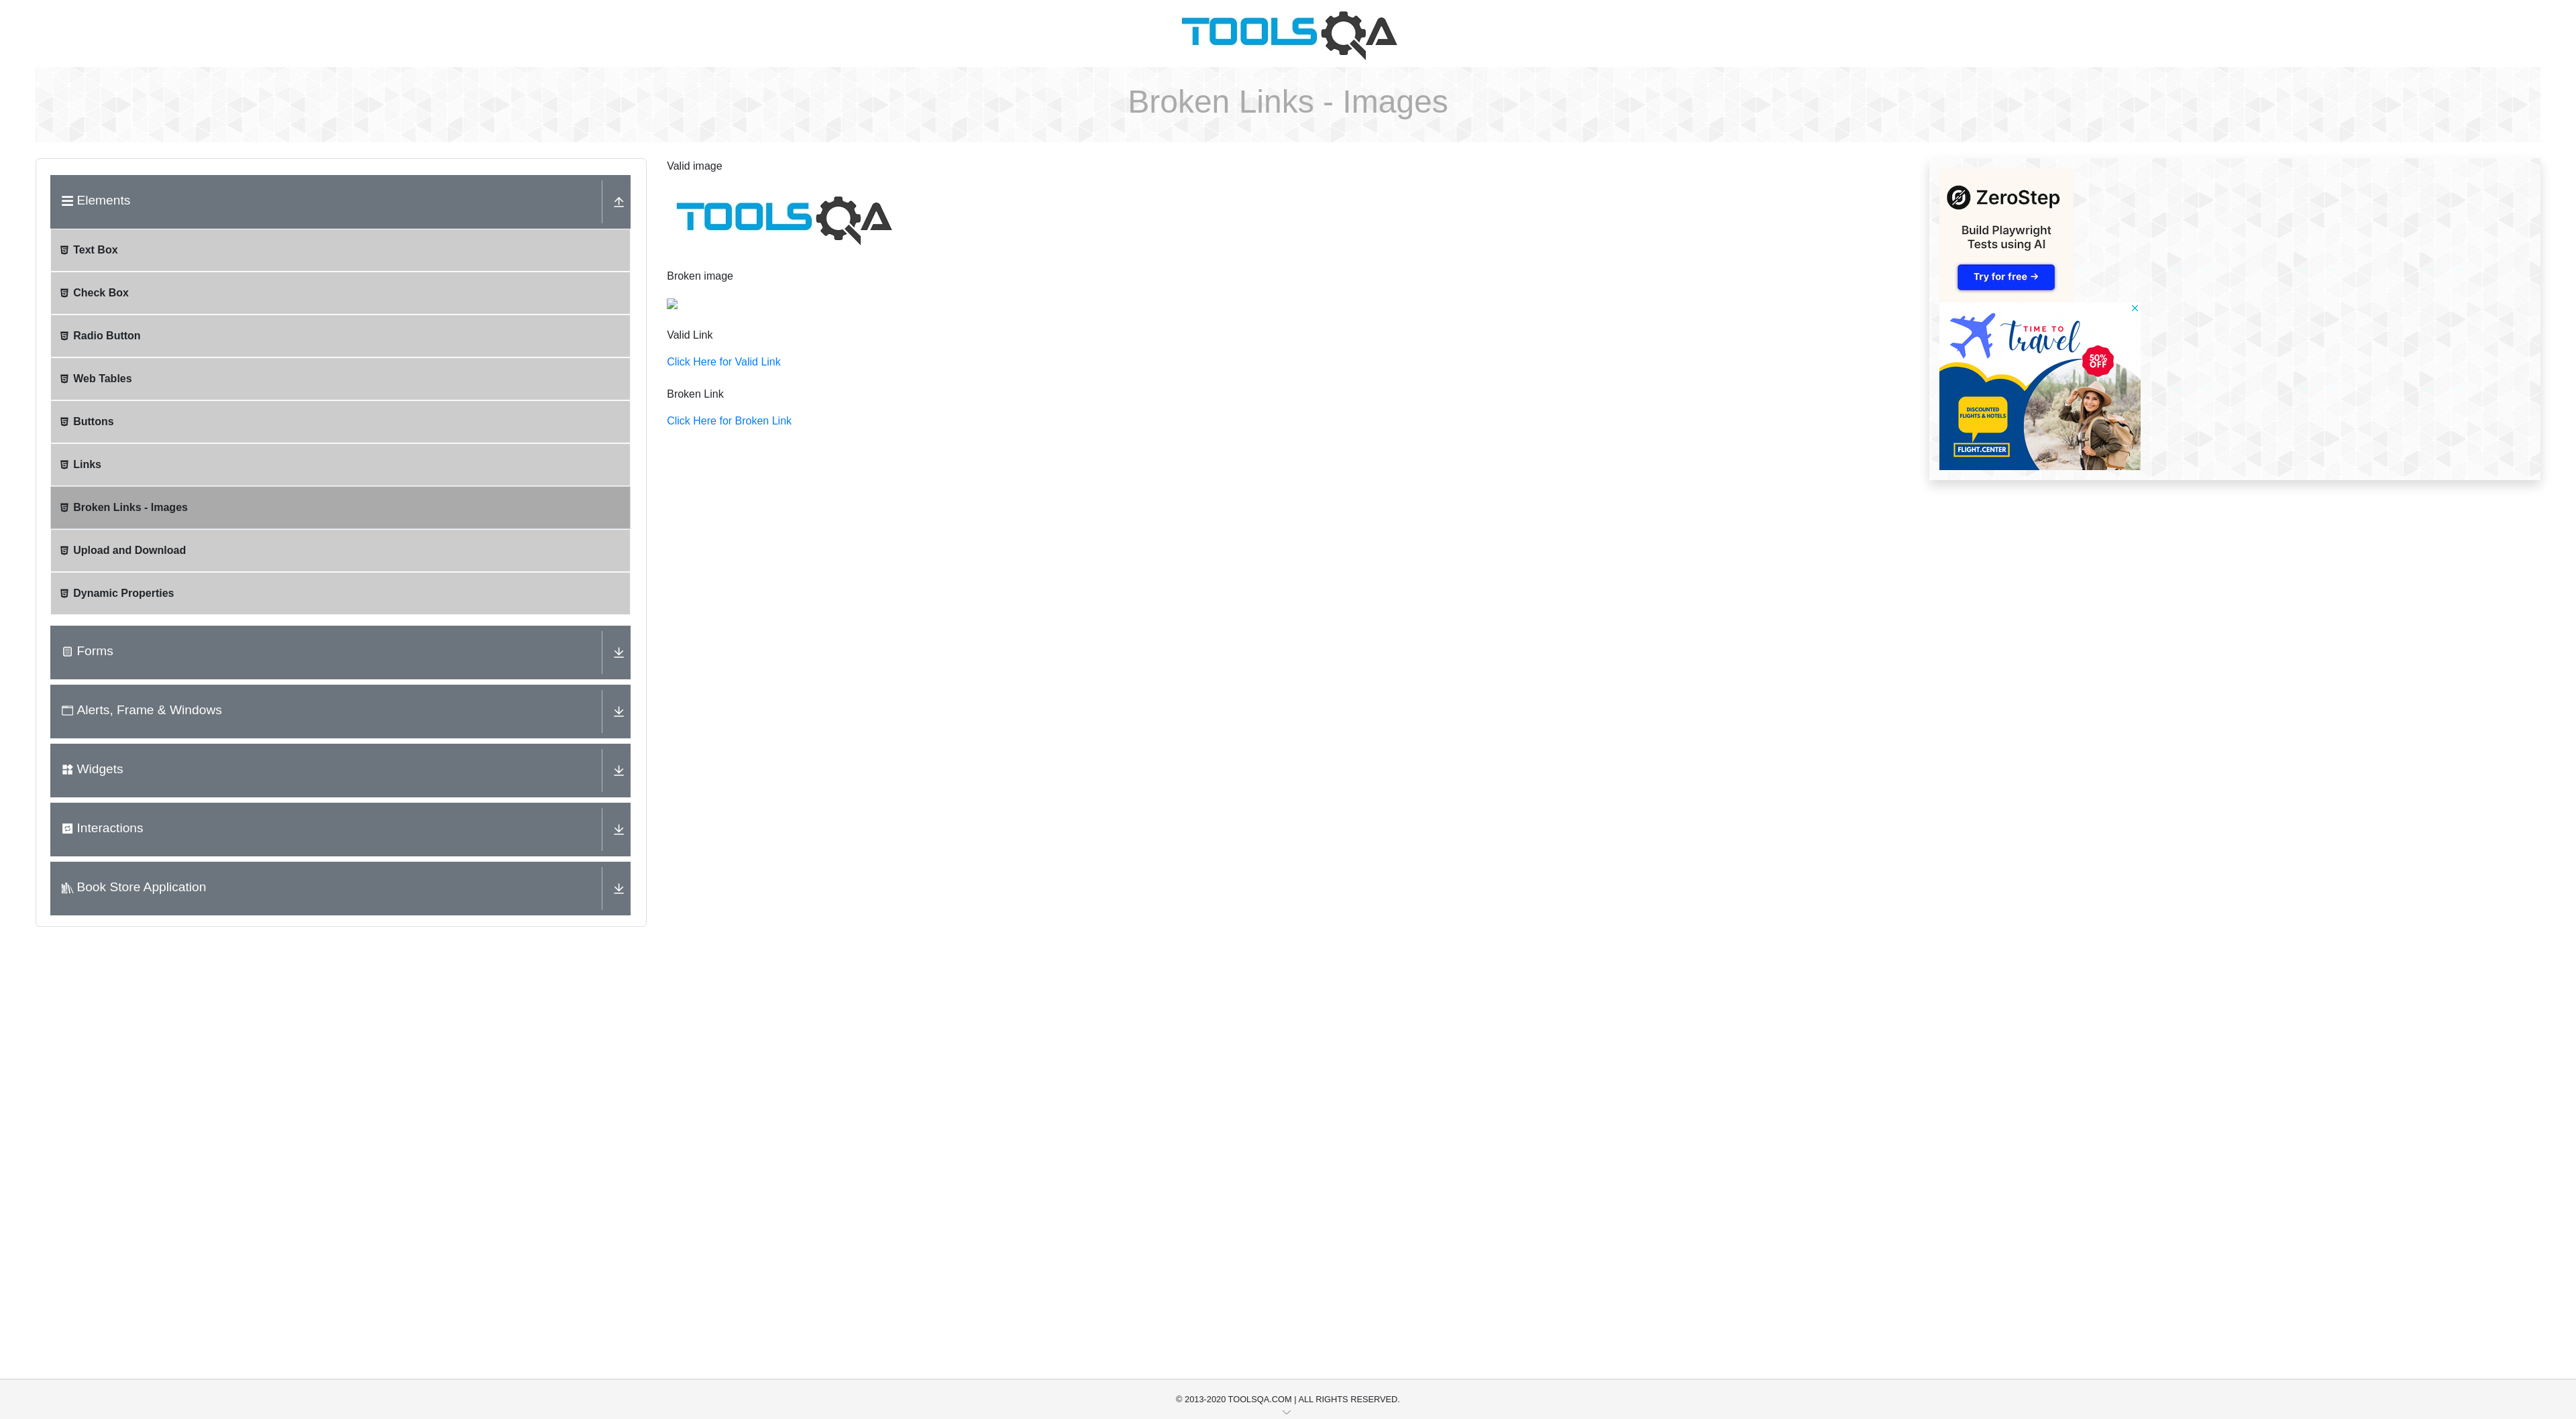 TOOLSQA
Broken Links - Images
Elements
Text Box
Check Box
Radio Button
Web Tables
Buttons
Links
Broken Links - Images
Upload and Download
Dynamic Properties
Forms
Alerts, Frame & Windows
Widgets
Interactions
Book Store Application
Valid image
TOOLSQA
Broken image
Valid Link
Click Here for Valid Link
Broken Link
Click Here for Broken Link
ZeroStep
Build Playwright
Tests using AI
Try for free →
TIME TO
travel
50%
OFF
DISCOUNTED
FLIGHTS & HOTELS
FLIGHT.CENTER
© 2013-2020 TOOLSQA.COM | ALL RIGHTS RESERVED.